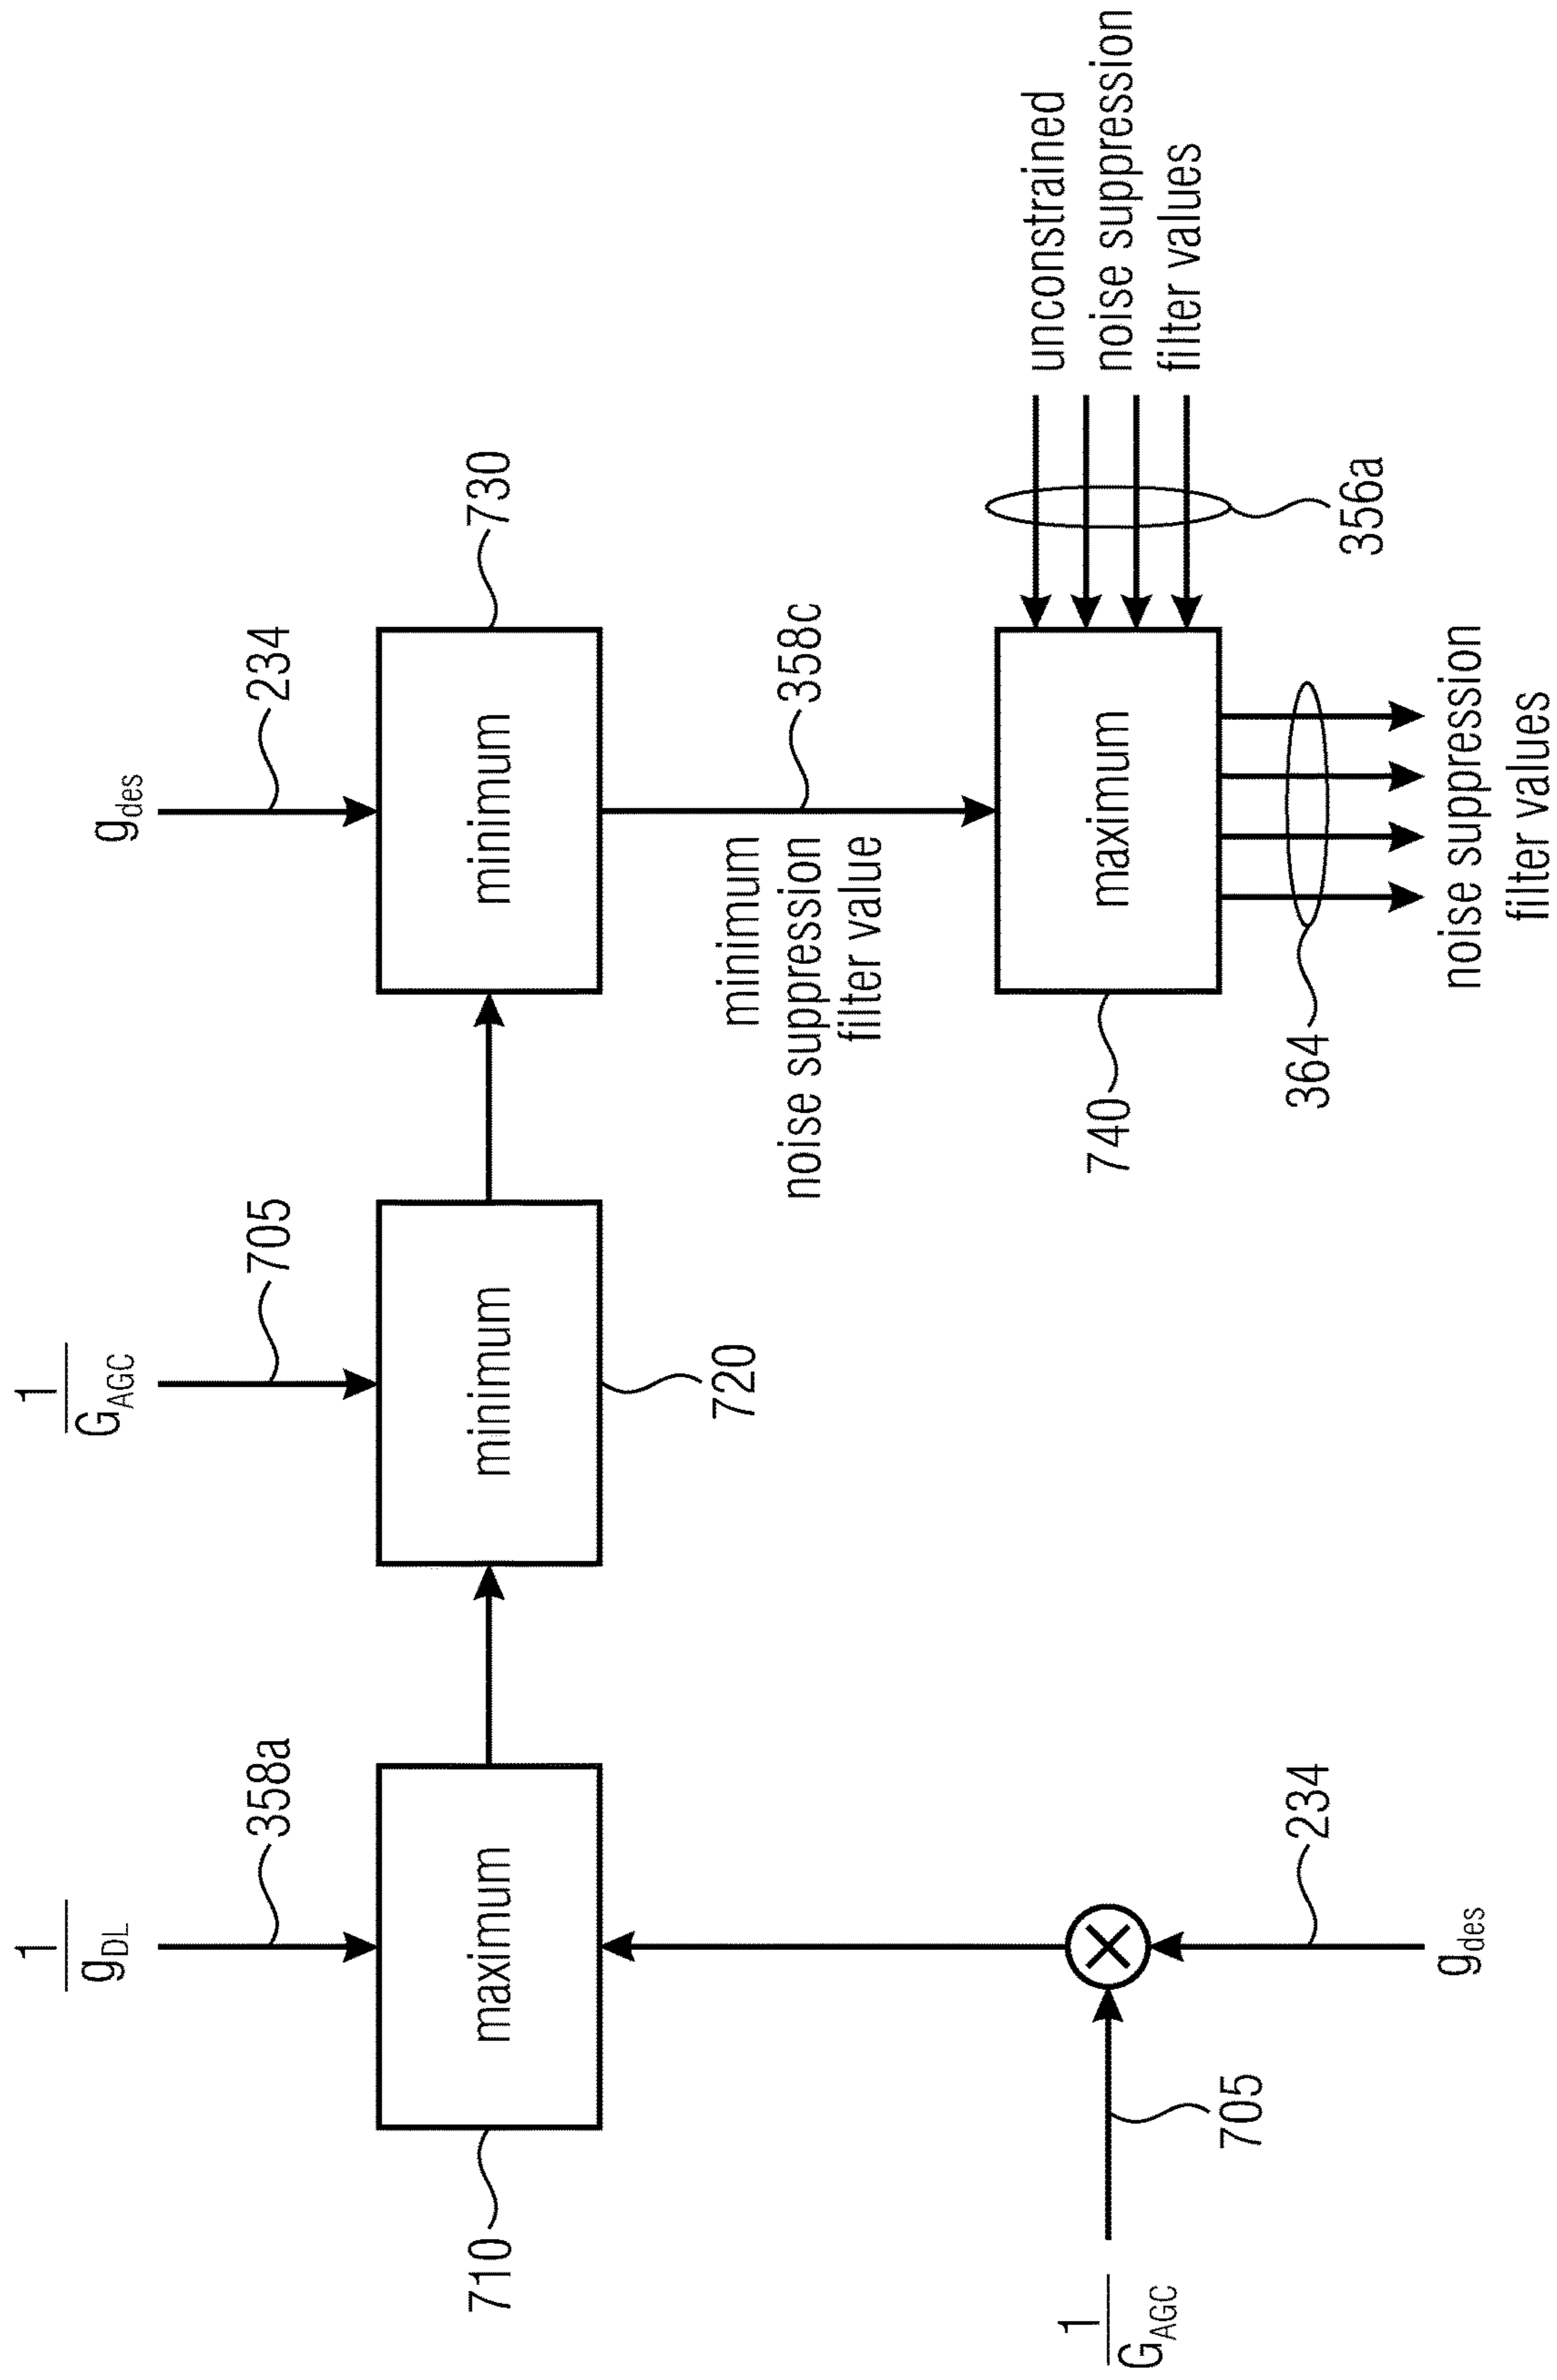 1
g_DL
358a
maximum
710
1
G_AGC
705
g_des
234
1
G_AGC
705
minimum
720
g_des
234
minimum
730
minimum
noise suppression
filter value
358c
maximum
740
unconstrained
noise suppression
filter values
356a
364
noise suppression
filter values